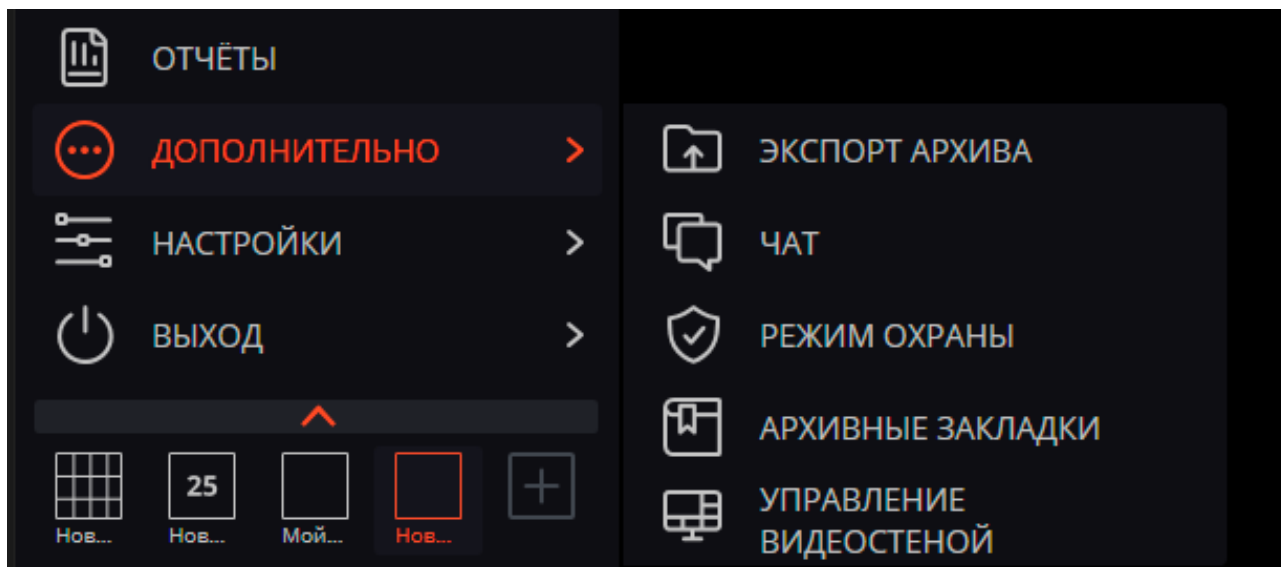 ОТЧЁТЫ
ДОПОЛНИТЕЛЬНО
НАСТРОЙКИ
ВЫХОД
25
Нов...
Нов...
Мой...
Нов...
ЭКСПОРТ АРХИВА
ЧАТ
РЕЖИМ ОХРАНЫ
АРХИВНЫЕ ЗАКЛАДКИ
УПРАВЛЕНИЕ
ВИДЕОСТЕНОЙ